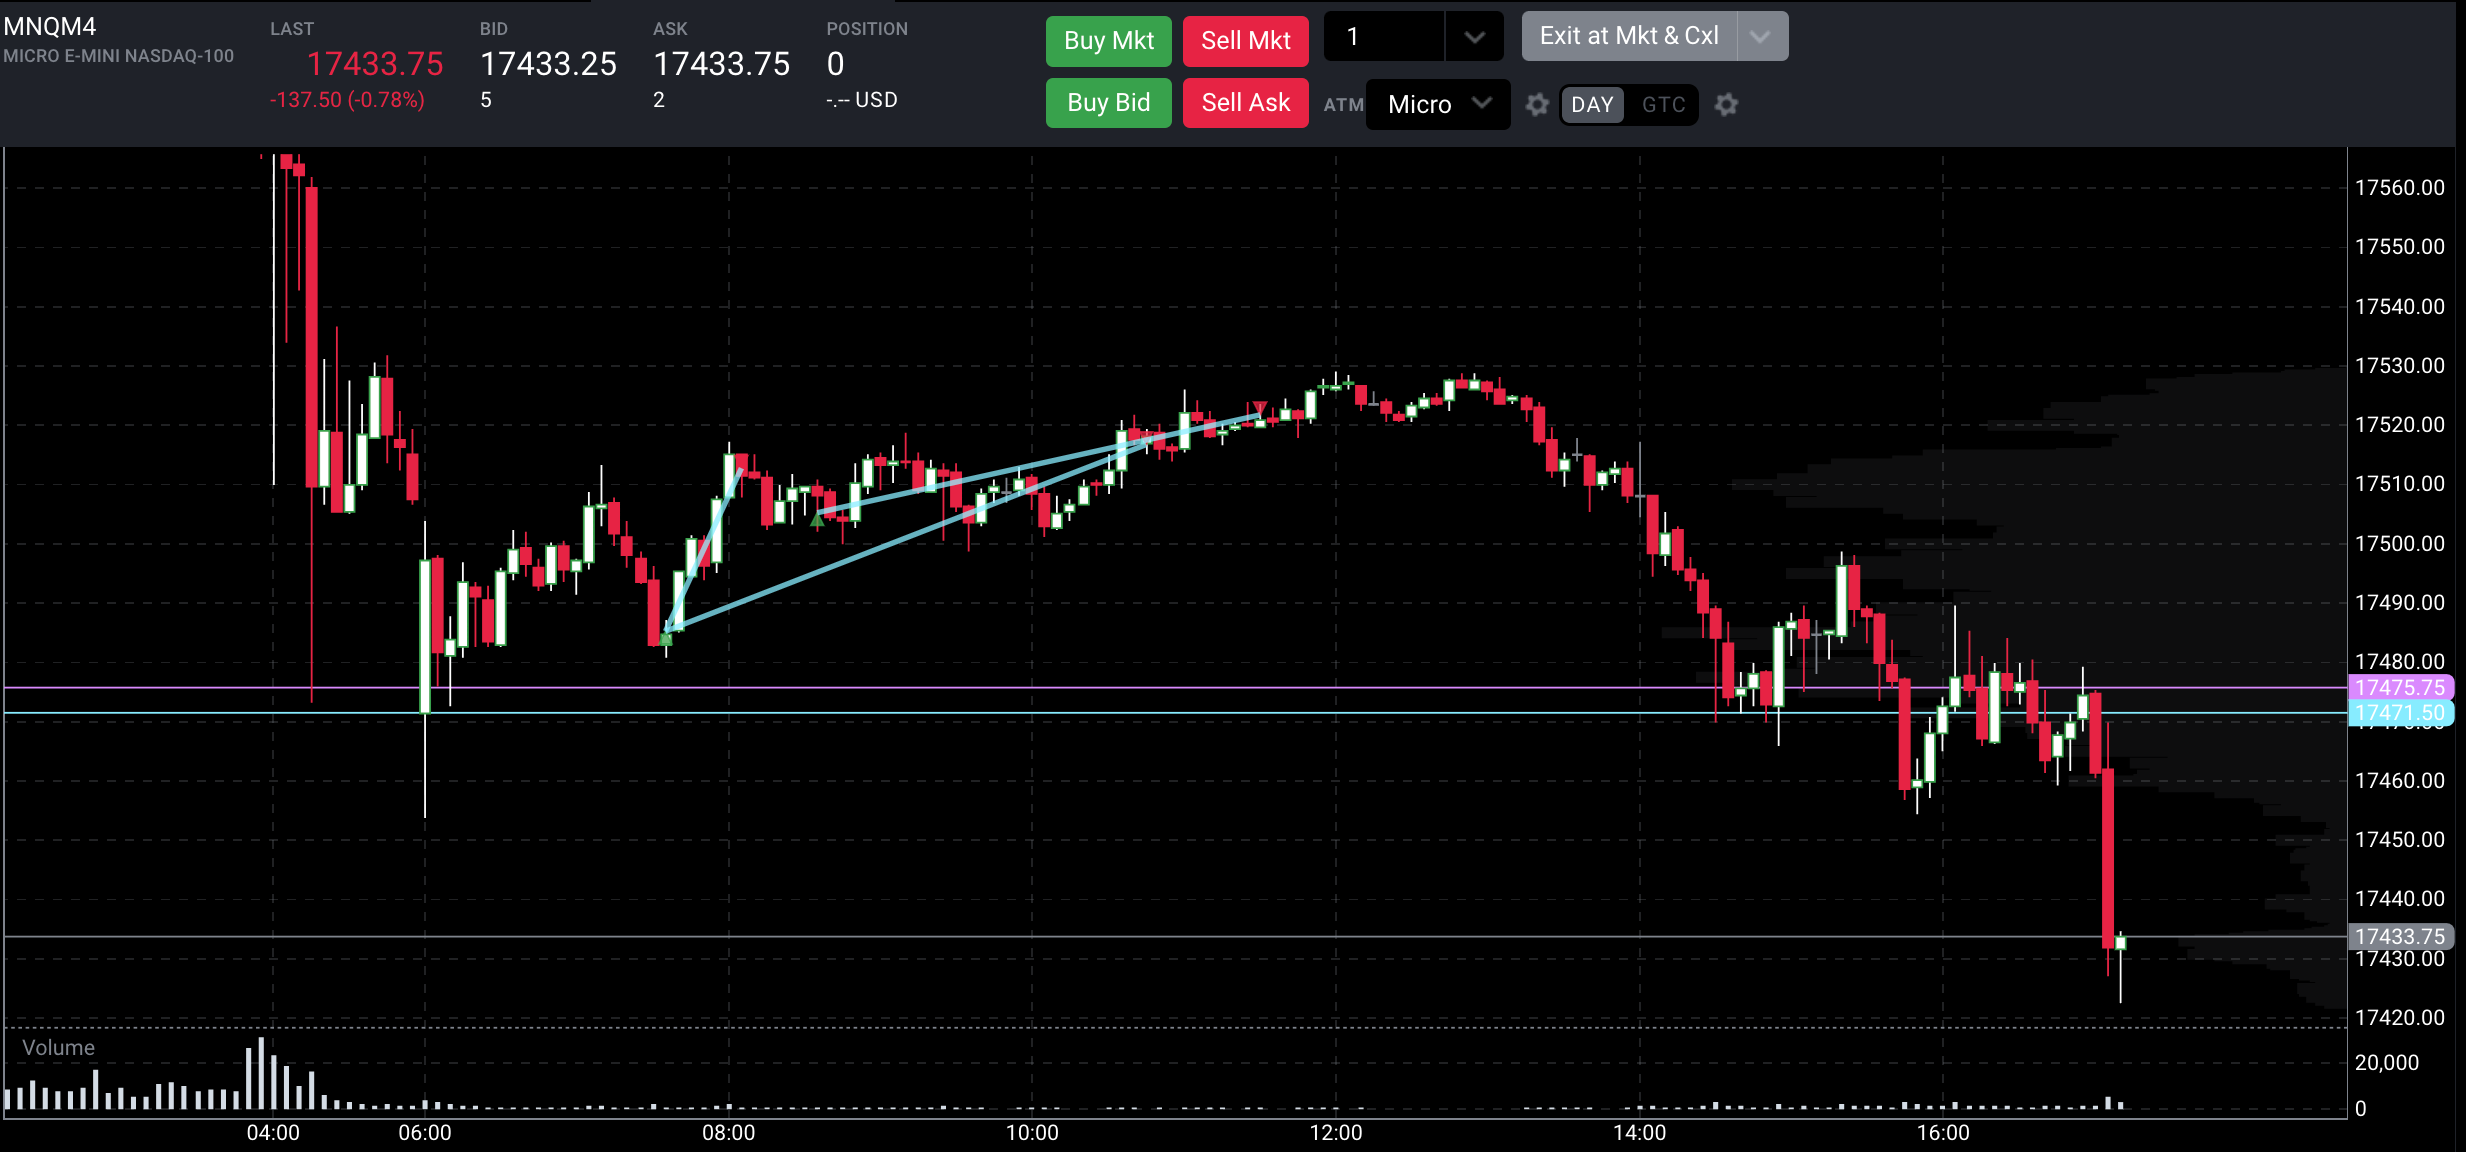 MNQM4
MICRO E-MINI NASDAQ-100
LAST
17433.75
-137.50 (-0.78%)
BID
17433.25
5
ASK
17433.75
2
POSITION
0
-.-- USD
Buy Mkt
Sell Mkt
1
Exit at Mkt & Cxl
Buy Bid
Sell Ask
ATM
Micro
DAY
GTC
17560.00
17550.00
17540.00
17530.00
17520.00
17510.00
17500.00
17490.00
17480.00
17475.75
17471.50
17460.00
17450.00
17440.00
17433.75
17430.00
17420.00
Volume
20,000
0
04:00
06:00
08:00
10:00
12:00
14:00
16:00